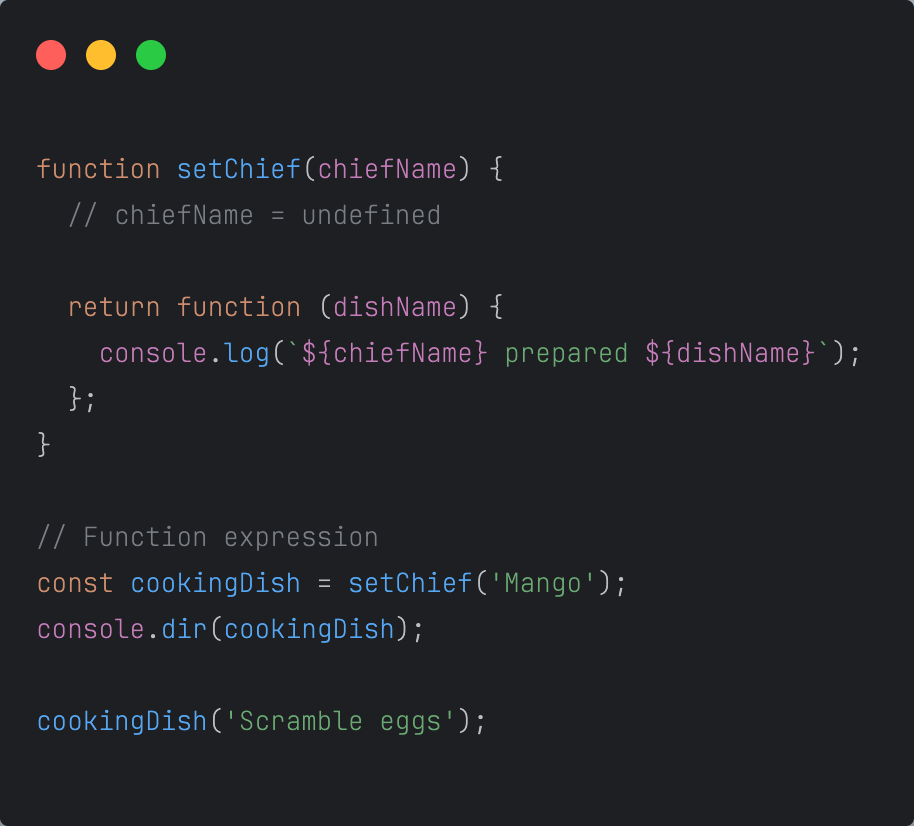 function setChief(chiefName) {
  // chiefName = undefined

  return function (dishName) {
    console.log(`${chiefName} prepared ${dishName}`);
  };
}

// Function expression
const cookingDish = setChief('Mango');
console.dir(cookingDish);

cookingDish('Scramble eggs');